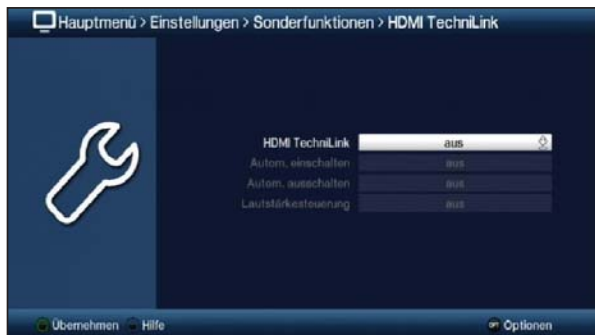 Hauptmenü > Einstellungen > Sonderfunktionen > HDMI TechniLink
HDMI TechniLink aus
Autom. einschalten aus
Autom. ausschalten aus
Lautstärkesteuerung aus
Übernehmen Hilfe OPT Optionen